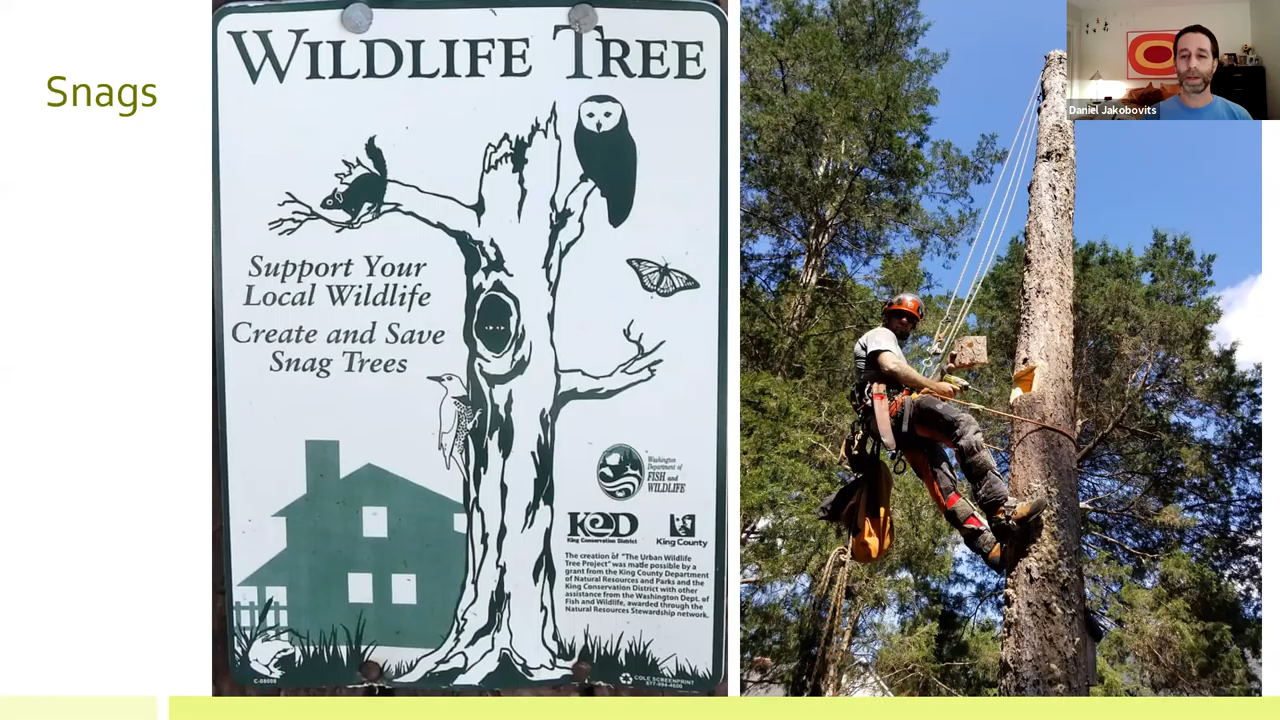 Snags
WILDLIFE TREE
Support Your
Local Wildlife
Create and Save
Snag Trees
Washington
Department of
FISH and
WILDLIFE
KCD
King Conservation District
King County
The creation of "The Urban Wildlife
Tree Project" was made possible by a
grant from the King County Department
of Natural Resources and Parks and the
King Conservation District with other
assistance from the Washington Dept. of
Fish and Wildlife, awarded through the
Natural Resources Stewardship network.
COLE SCREENPRINT
Daniel Jakobovits